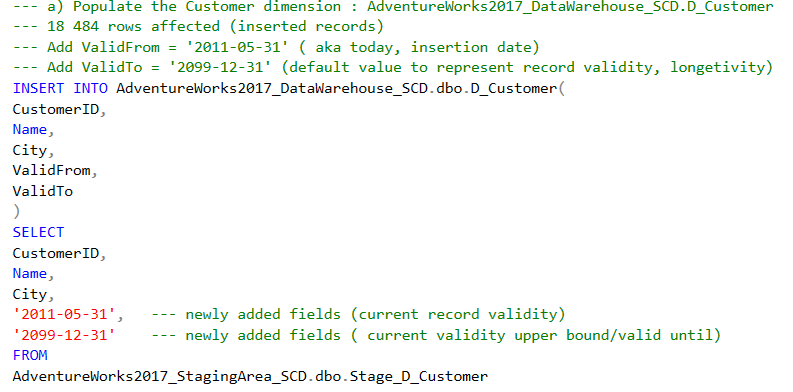 --- a) Populate the Customer dimension : AdventureWorks2017_DataWarehouse_SCD.D_Customer
--- 18 484 rows affected (inserted records)
--- Add ValidFrom = '2011-05-31' ( aka today, insertion date)
--- Add ValidTo = '2099-12-31' (default value to represent record validity, longetivity)
INSERT INTO AdventureWorks2017_DataWarehouse_SCD.dbo.D_Customer(
CustomerID,
Name,
City,
ValidFrom,
ValidTo
)
SELECT
CustomerID,
Name,
City,
'2011-05-31', --- newly added fields (current record validity)
'2099-12-31' --- newly added fields ( current validity upper bound/valid until)
FROM
AdventureWorks2017_StagingArea_SCD.dbo.Stage_D_Customer